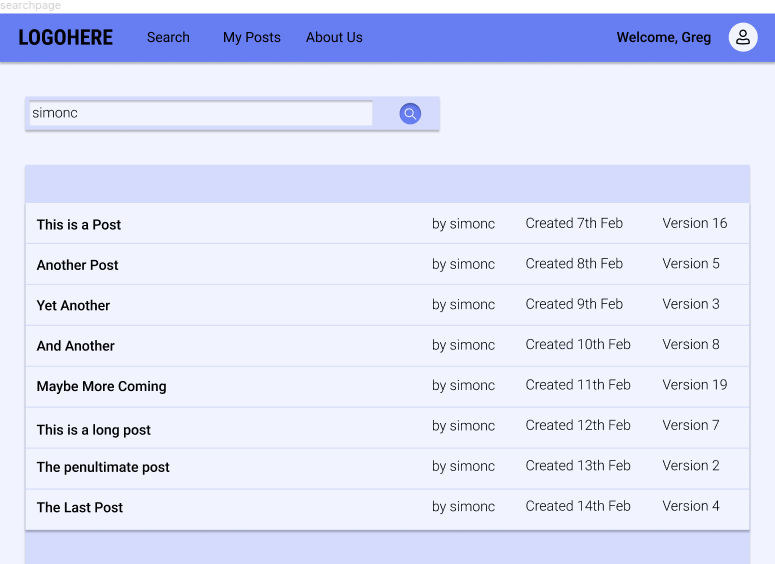 searchpage
LOGOHERE Search My Posts About Us Welcome, Greg
simonc
This is a Post by simonc Created 7th Feb Version 16
Another Post by simonc Created 8th Feb Version 5
Yet Another by simonc Created 9th Feb Version 3
And Another by simonc Created 10th Feb Version 8
Maybe More Coming by simonc Created 11th Feb Version 19
This is a long post by simonc Created 12th Feb Version 7
The penultimate post by simonc Created 13th Feb Version 2
The Last Post by simonc Created 14th Feb Version 4